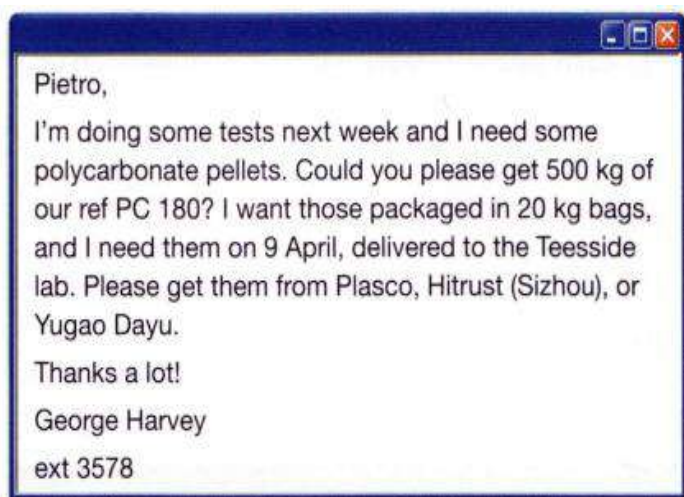 Pietro,
I'm doing some tests next week and I need some
polycarbonate pellets. Could you please get 500 kg of
our ref PC 180? I want those packaged in 20 kg bags,
and I need them on 9 April, delivered to the Teesside
lab. Please get them from Plasco, Hitrust (Sizhou), or
Yugao Dayu.
Thanks a lot!
George Harvey
ext 3578